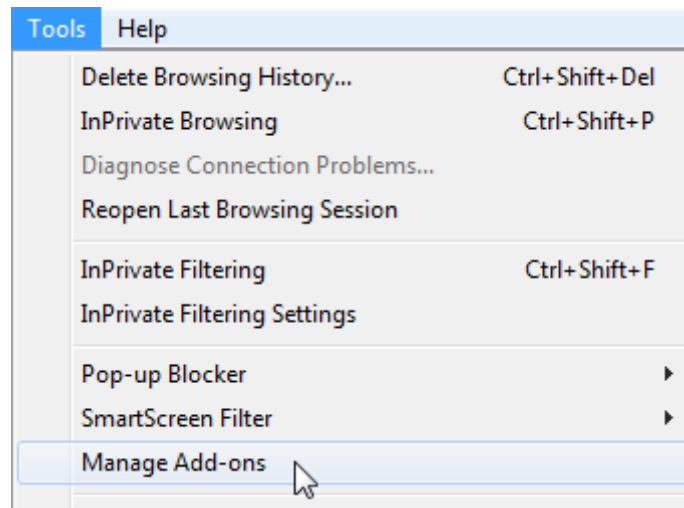 Tools Help
Delete Browsing History... Ctrl+Shift+Del
InPrivate Browsing Ctrl+Shift+P
Diagnose Connection Problems...
Reopen Last Browsing Session
InPrivate Filtering Ctrl+Shift+F
InPrivate Filtering Settings
Pop-up Blocker
SmartScreen Filter
Manage Add-ons